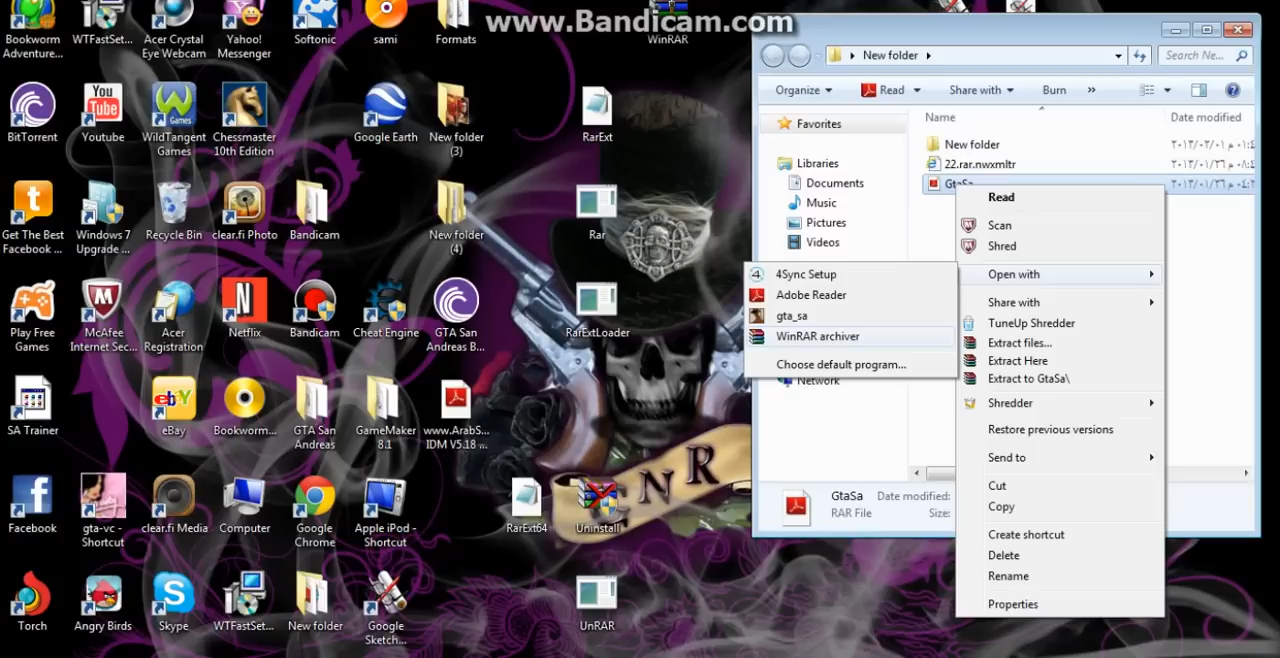 www.Bandicam.com
Bookworm
Adventure...
WTFastSet...
Acer Crystal
Eye Webcam
Yahoo!
Messenger
Softonic
sami
Formats
WinRAR
BitTorrent
Youtube
WildTangent
Games
Chessmaster
10th Edition
Google Earth
New folder
(3)
RarExt
Get The Best
Facebook ...
Windows 7
Upgrade ...
Recycle Bin
clear.fi Photo
Bandicam
New folder
(4)
Rar
Play Free
Games
McAfee
Internet Sec...
Acer
Registration
Netflix
Bandicam
Cheat Engine
GTA San
Andreas B...
RarExtLoader
SA Trainer
eBay
Bookworm...
GTA San
Andreas
GameMaker
8.1
www.ArabS...
IDM V5.18 ...
Facebook
gta-vc -
Shortcut
clear.fi Media
Computer
Google
Chrome
Apple iPod -
Shortcut
RarExt64
Uninstall
Torch
Angry Birds
Skype
WTFastSet...
New folder
Google
Sketch...
UnRAR
NR
New folder
Search Ne...
Organize
Read
Share with
Burn
»
Favorites
Libraries
Documents
Music
Pictures
Videos
Network
Name
Date modified
New folder
22.rar.nwxmltr
GtaSa
GtaSa
Date modified:
RAR File
Size:
Read
Scan
Shred
Open with
Share with
TuneUp Shredder
Extract files...
Extract Here
Extract to GtaSa\
Shredder
Restore previous versions
Send to
Cut
Copy
Create shortcut
Delete
Rename
Properties
4Sync Setup
Adobe Reader
gta_sa
WinRAR archiver
Choose default program...